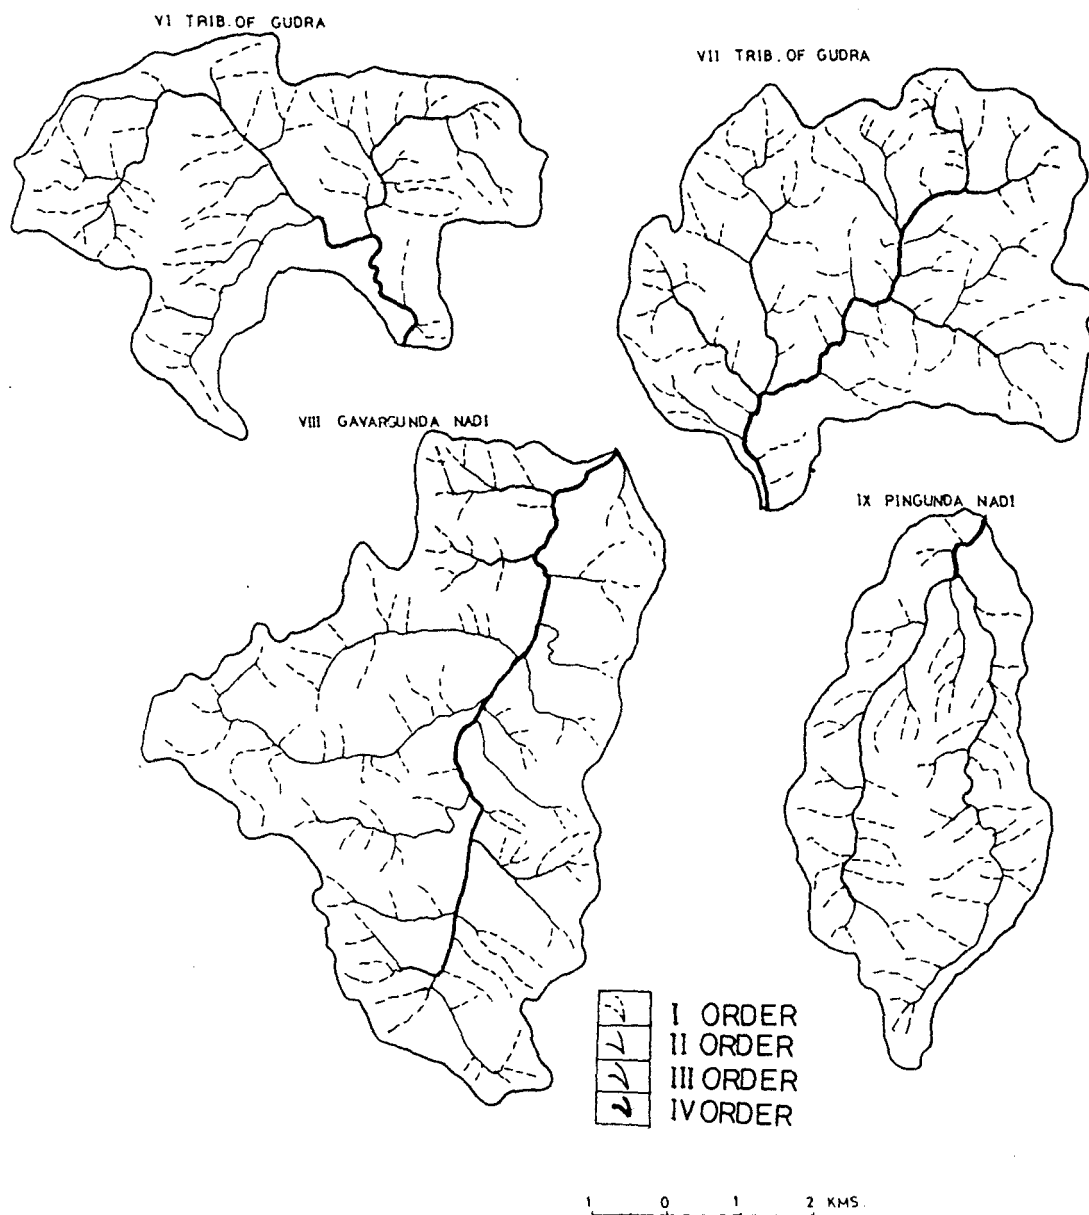 VI TRIB. OF GUDRA
VII TRIB. OF GUDRA
VIII GAVARGUNDA NADI
IX PINGUNDA NADI
I ORDER
II ORDER
III ORDER
IV ORDER
1 0 1 2 KMS.